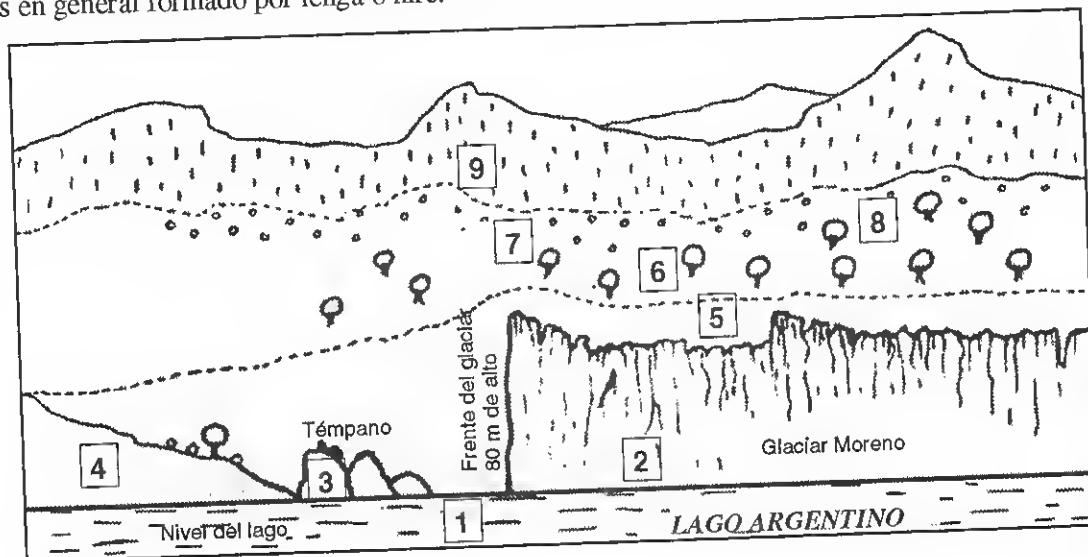 s en general formado por lenga o ñire.
9
8
7
6
5
Frente del glaciar
80 m de alto
Témpano
Glaciar Moreno
4
3
2
1
Nivel del lago
LAGO ARGENTINO